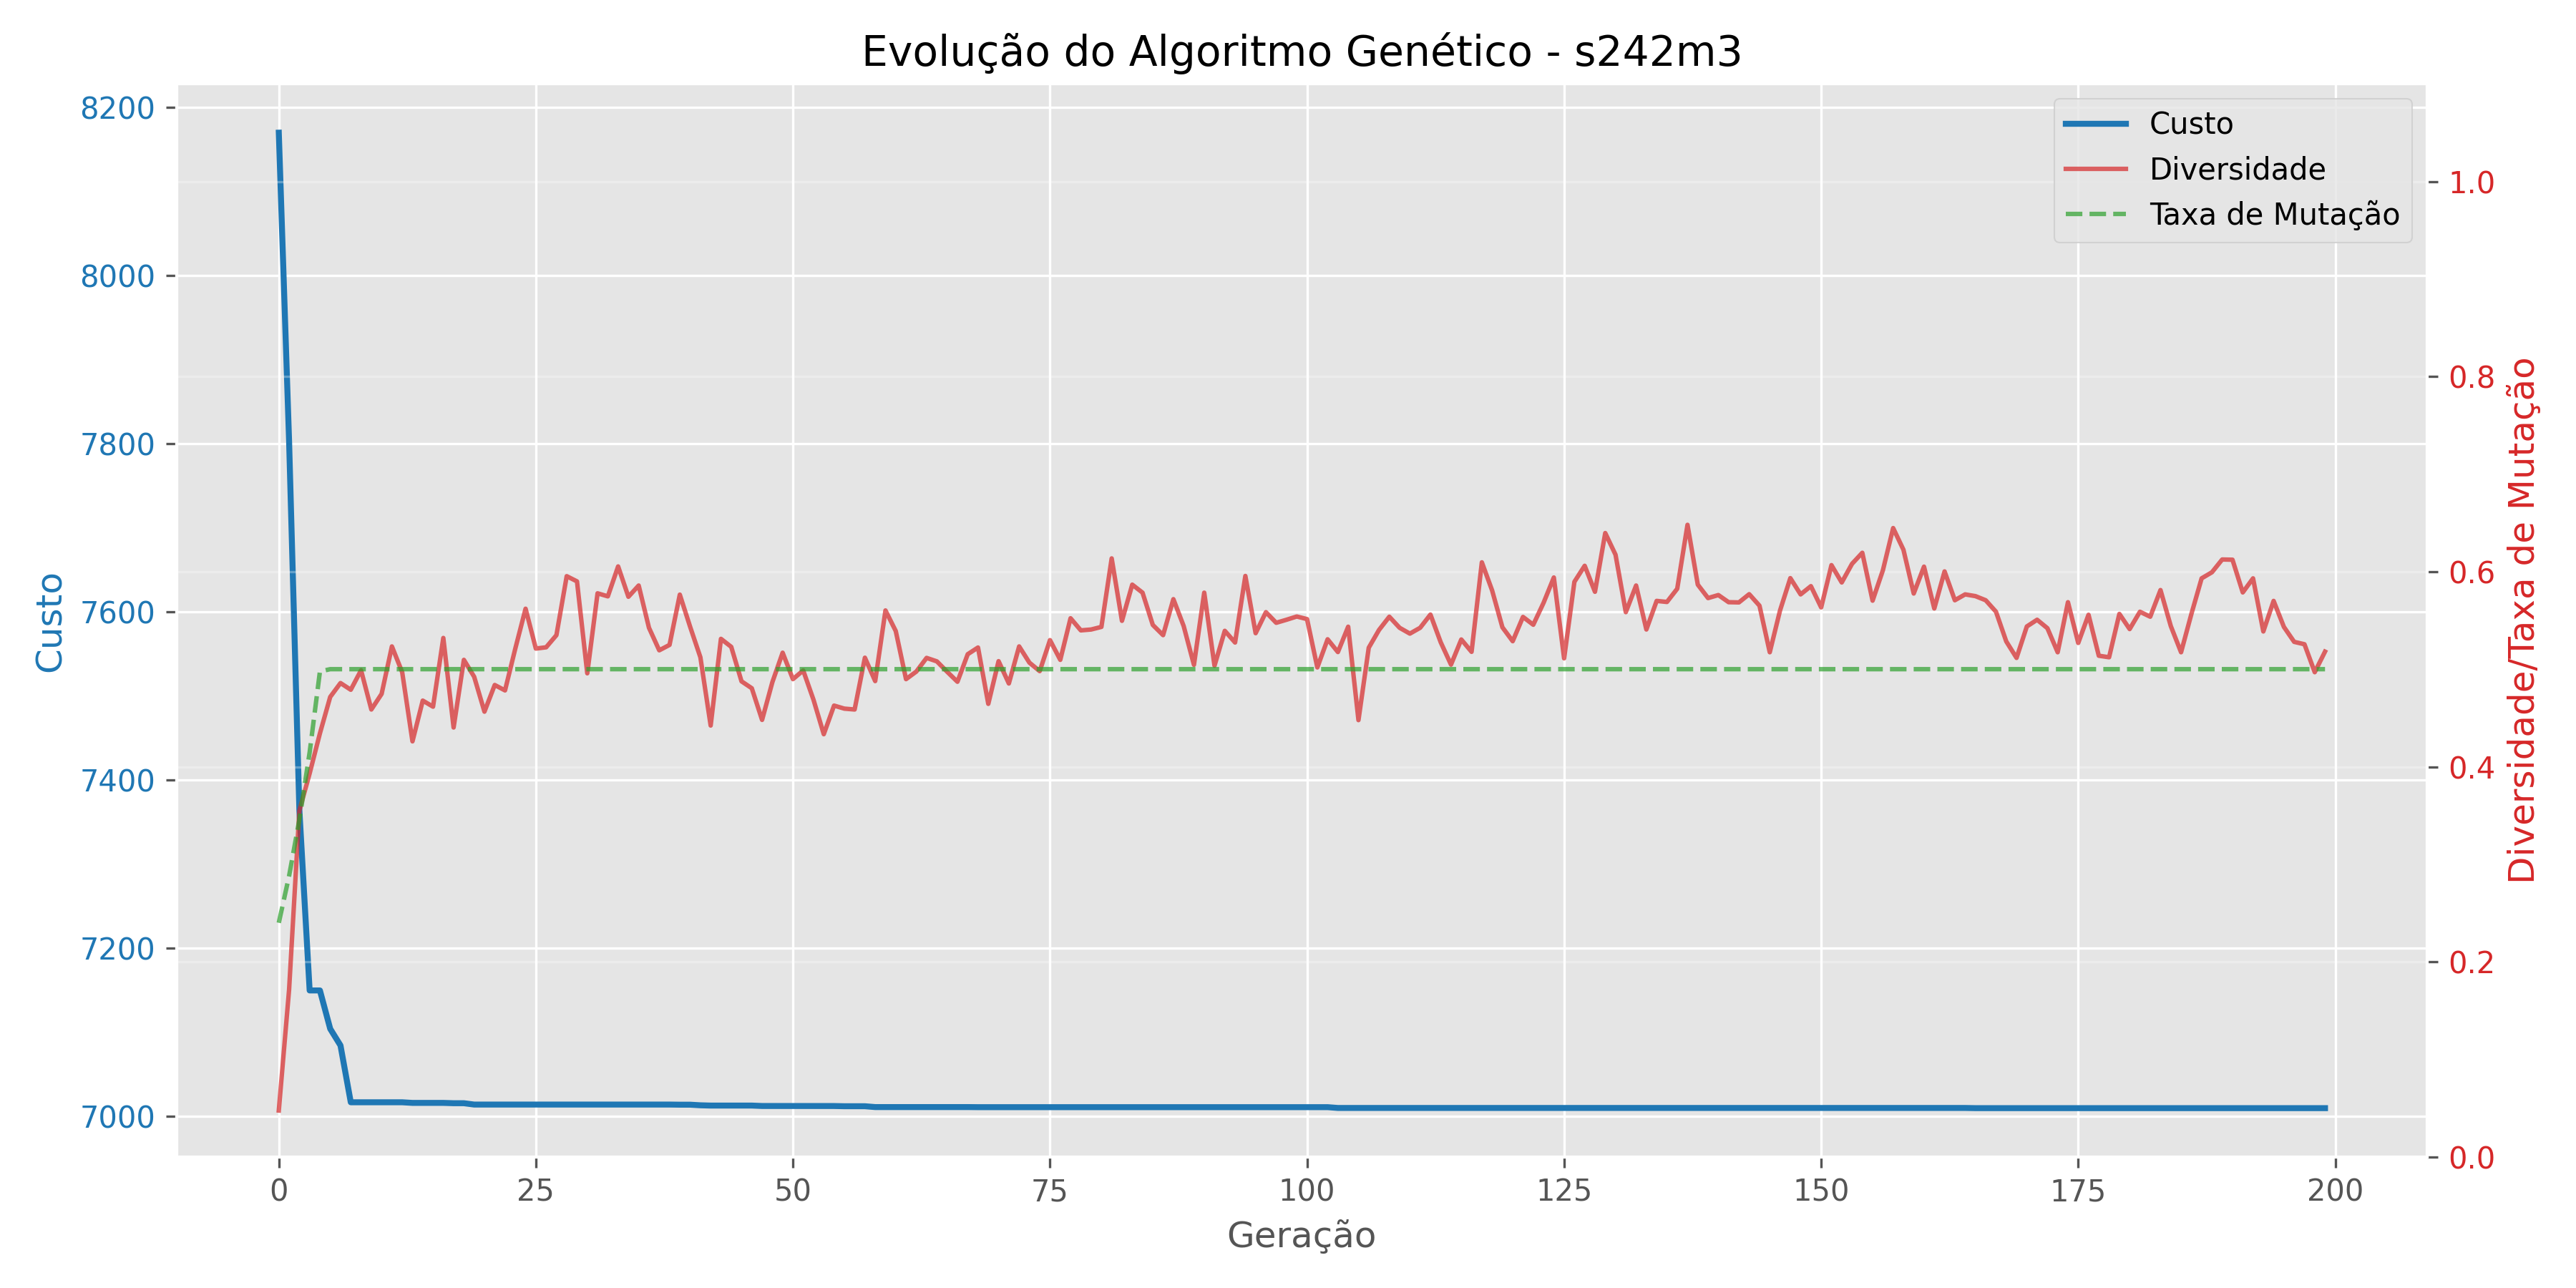 Evolução do Algoritmo Genético - s242m3
Custo
8200
8000
7800
7600
7400
7200
7000
Custo
Diversidade
Taxa de Mutação
1.0
0.8
0.6
0.4
0.2
0.0
Diversidade/Taxa de Mutação
0 25 50 75 100 125 150 175 200
Geração